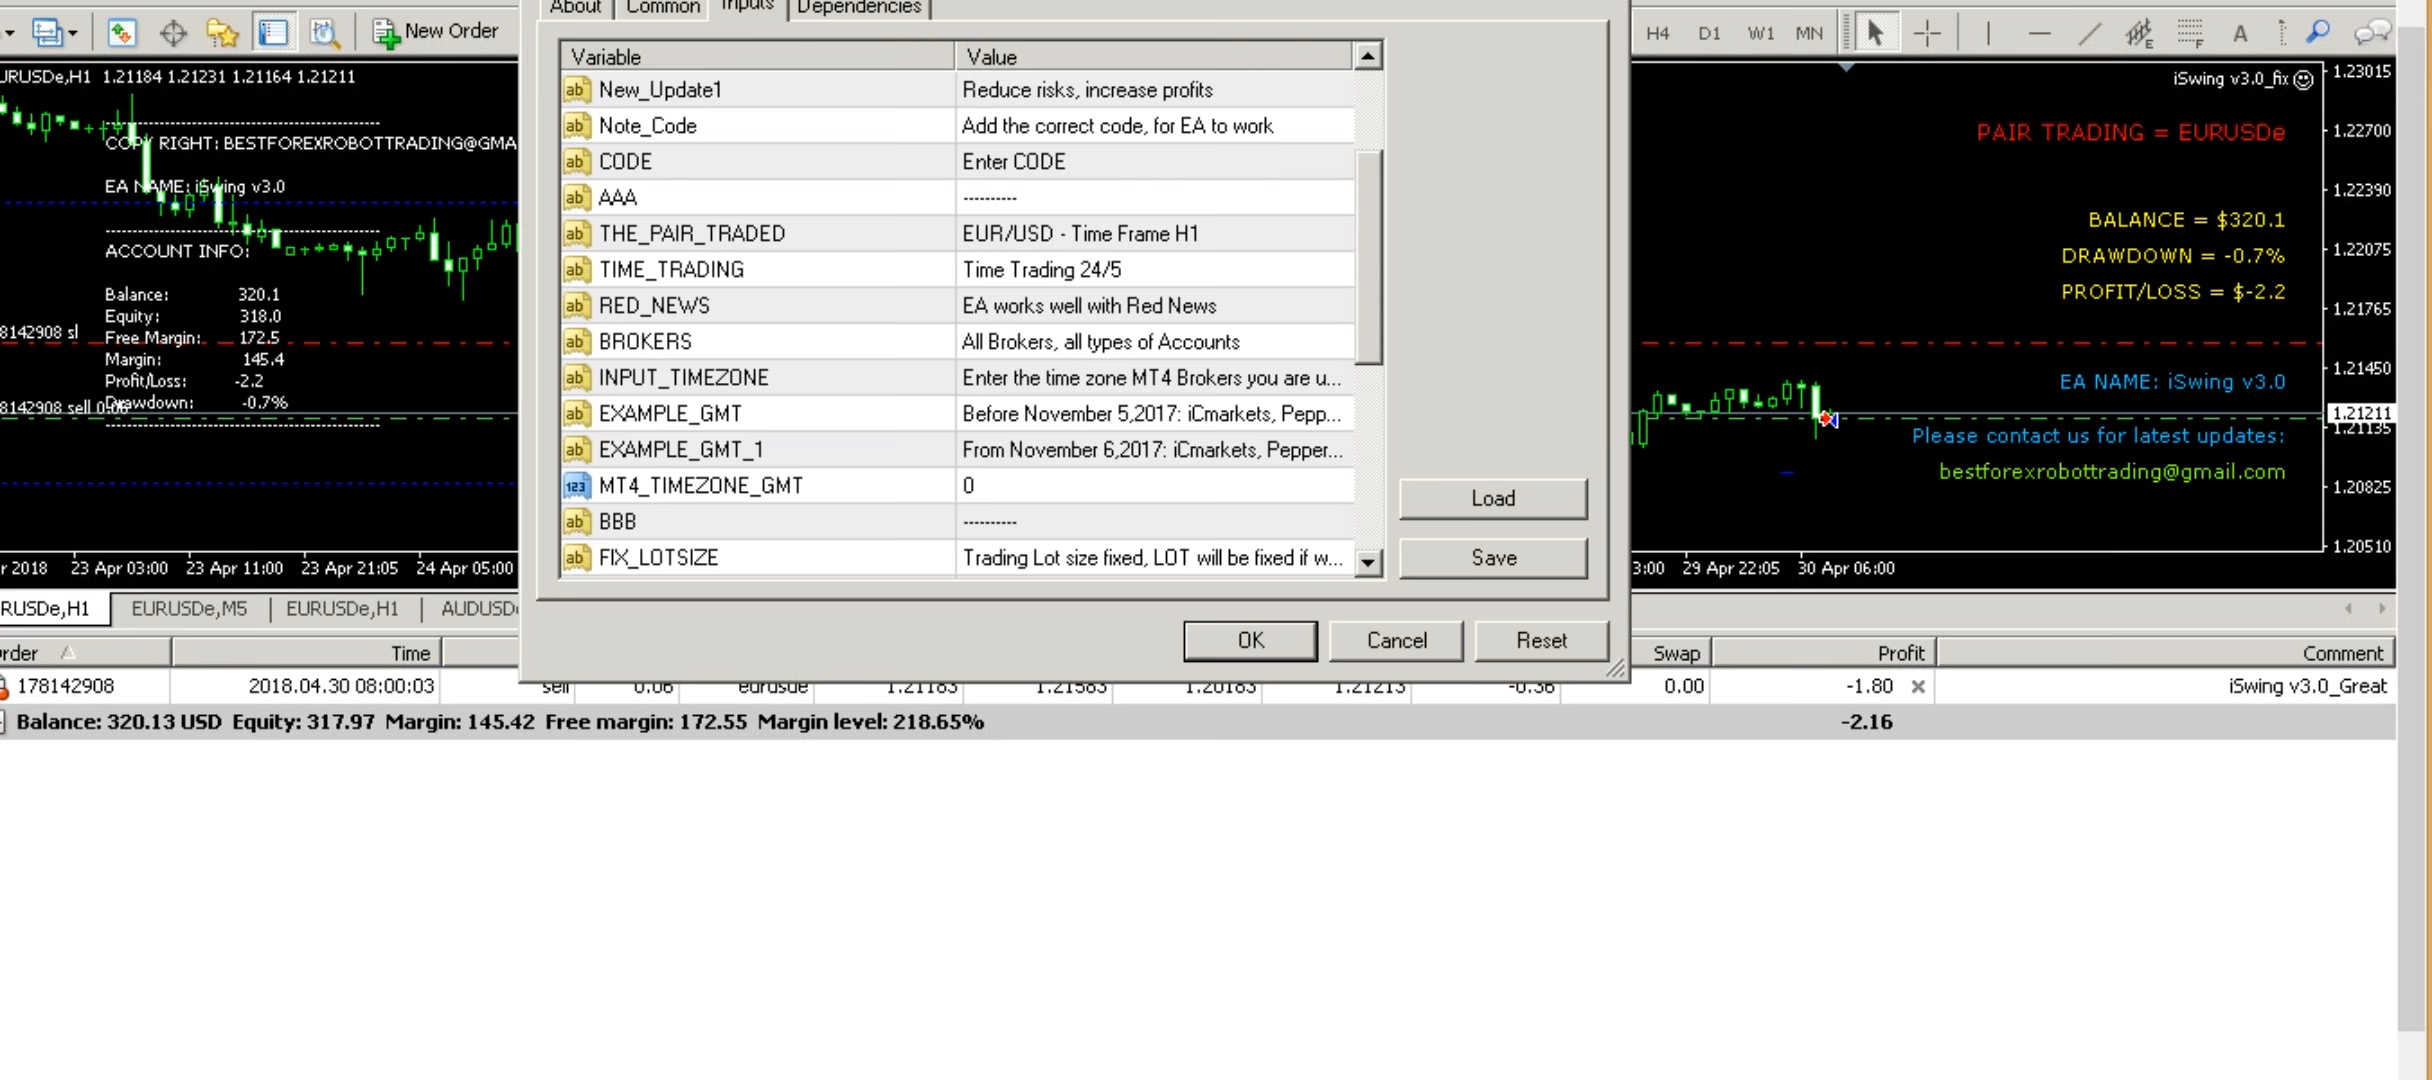 About Common Inputs Dependencies
New Order
H4 D1 W1 MN
Variable Value
New_Update1 Reduce risks, increase profits
Note_Code Add the correct code, for EA to work
CODE Enter CODE
AAA ---------
THE_PAIR_TRADED EUR/USD - Time Frame H1
TIME_TRADING Time Trading 24/5
RED_NEWS EA works well with Red News
BROKERS All Brokers, all types of Accounts
INPUT_TIMEZONE Enter the time zone MT4 Brokers you are u...
EXAMPLE_GMT Before November 5,2017: iCmarkets, Pepp...
EXAMPLE_GMT_1 From November 6,2017: iCmarkets, Pepper...
MT4_TIMEZONE_GMT 0
BBB ---------
FIX_LOTSIZE Trading Lot size fixed, LOT will be fixed if w...
Load
Save
OK Cancel Reset
URUSDe,H1 1.21184 1.21231 1.21164 1.21211
COPY RIGHT: BESTFOREXROBOTTRADING@GMA
EA NAME: iSwing v3.0
ACCOUNT INFO:
Balance: 320.1
Equity: 318.0
8142908 sl
Free Margin: 172.5
Margin: 145.4
Profit/Loss: -2.2
8142908 sell 0.06
Drawdown: -0.7%
r 2018 23 Apr 03:00 23 Apr 11:00 23 Apr 21:05 24 Apr 05:00
iSwing v3.0_fix
PAIR TRADING = EURUSDe
BALANCE = $320.1
DRAWDOWN = -0.7%
PROFIT/LOSS = $-2.2
EA NAME: iSwing v3.0
Please contact us for latest updates:
bestforexrobottrading@gmail.com
1.23015
1.22700
1.22390
1.22075
1.21765
1.21450
1.21211
1.21135
1.20825
1.20510
3:00 29 Apr 22:05 30 Apr 06:00
RUSDe,H1 EURUSDe,M5 EURUSDe,H1 AUDUSD
rder Time Swap Profit Comment
178142908 2018.04.30 08:00:03 sell 0.06 eurusde 1.21183 1.21583 1.20183 1.21213 -0.36 0.00 -1.80 iSwing v3.0_Great
Balance: 320.13 USD Equity: 317.97 Margin: 145.42 Free margin: 172.55 Margin level: 218.65% -2.16